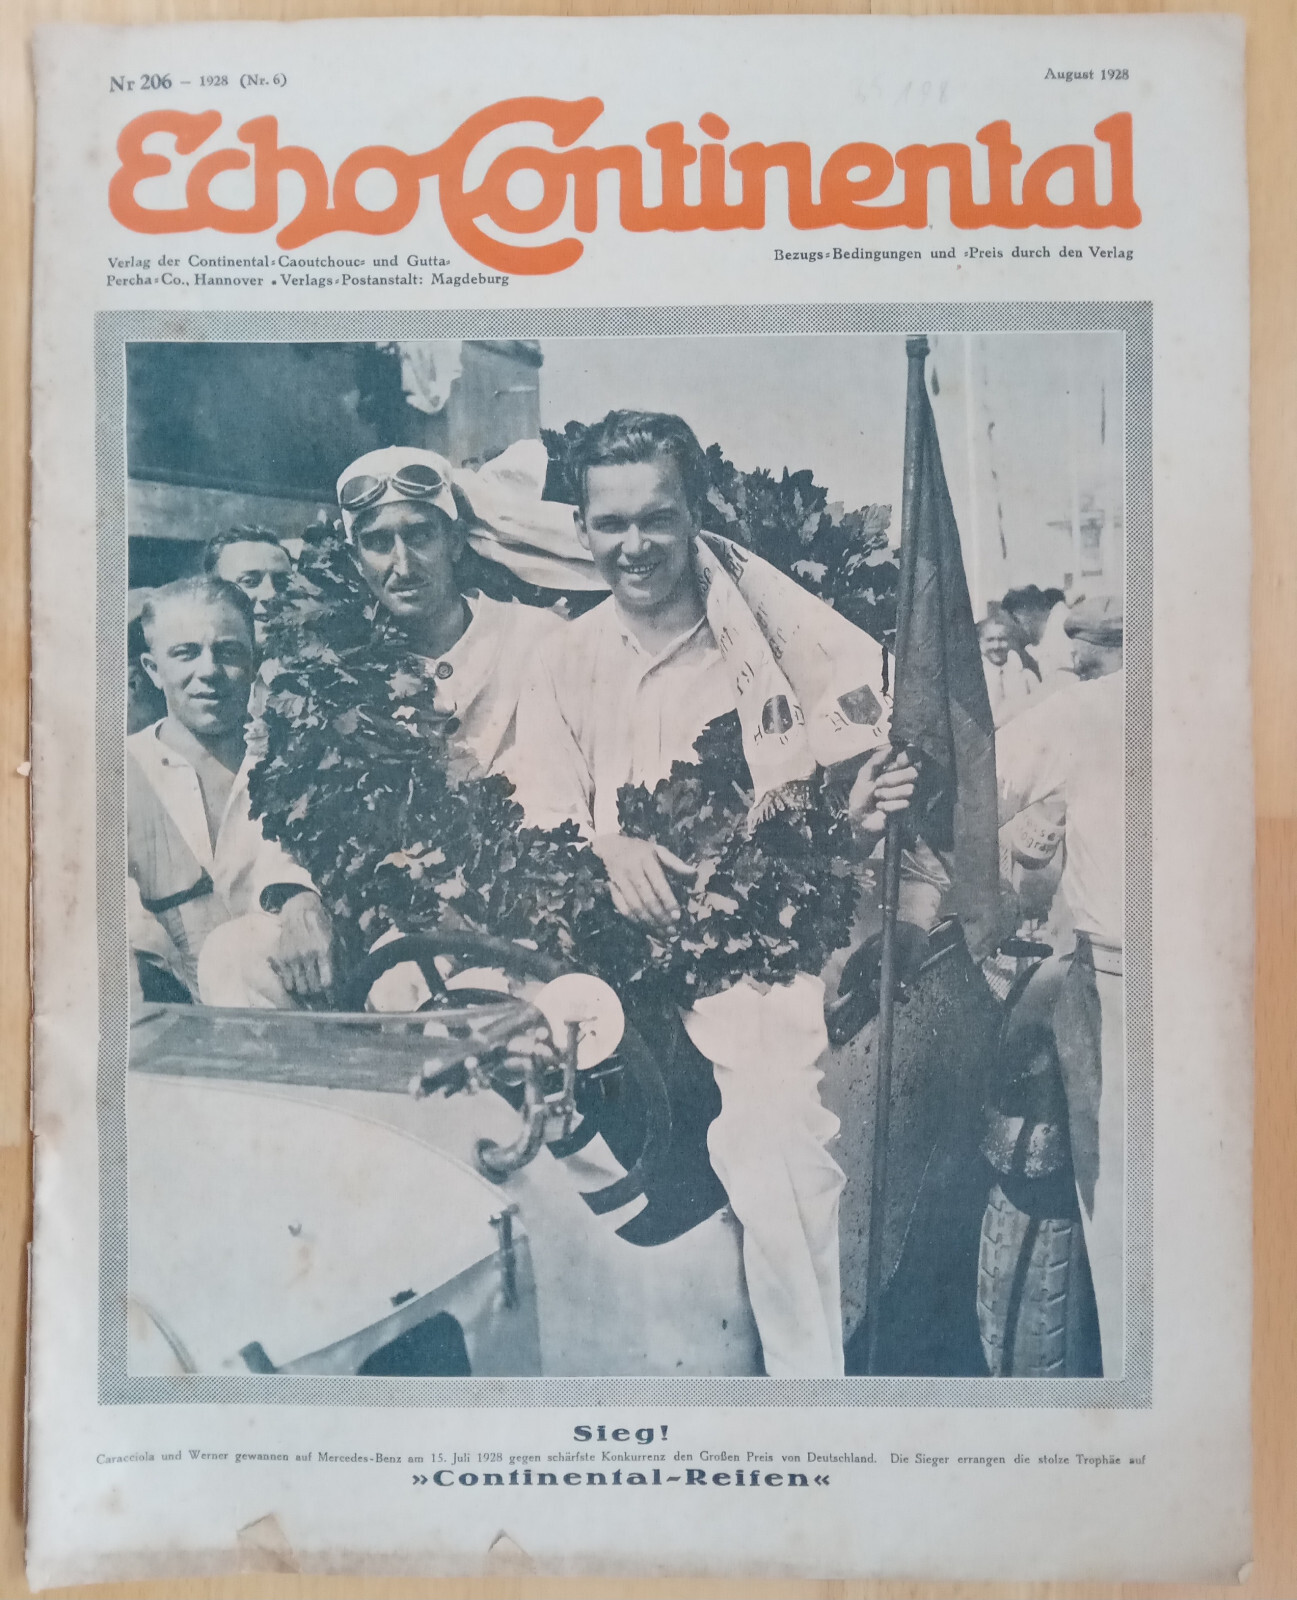 Nr 206 – 1928 (Nr. 6)
August 1928
Echo Continental
Verlag der Continental=Caoutchouc= und Gutta=
Percha=Co., Hannover • Verlags=Postanstalt: Magdeburg
Bezugs=Bedingungen und =Preis durch den Verlag
Sieg!
Caracciola und Werner gewannen auf Mercedes-Benz am 15. Juli 1928 gegen schärfste Konkurrenz den Großen Preis von Deutschland. Die Sieger errangen die stolze Trophäe auf
»Continental-Reifen«